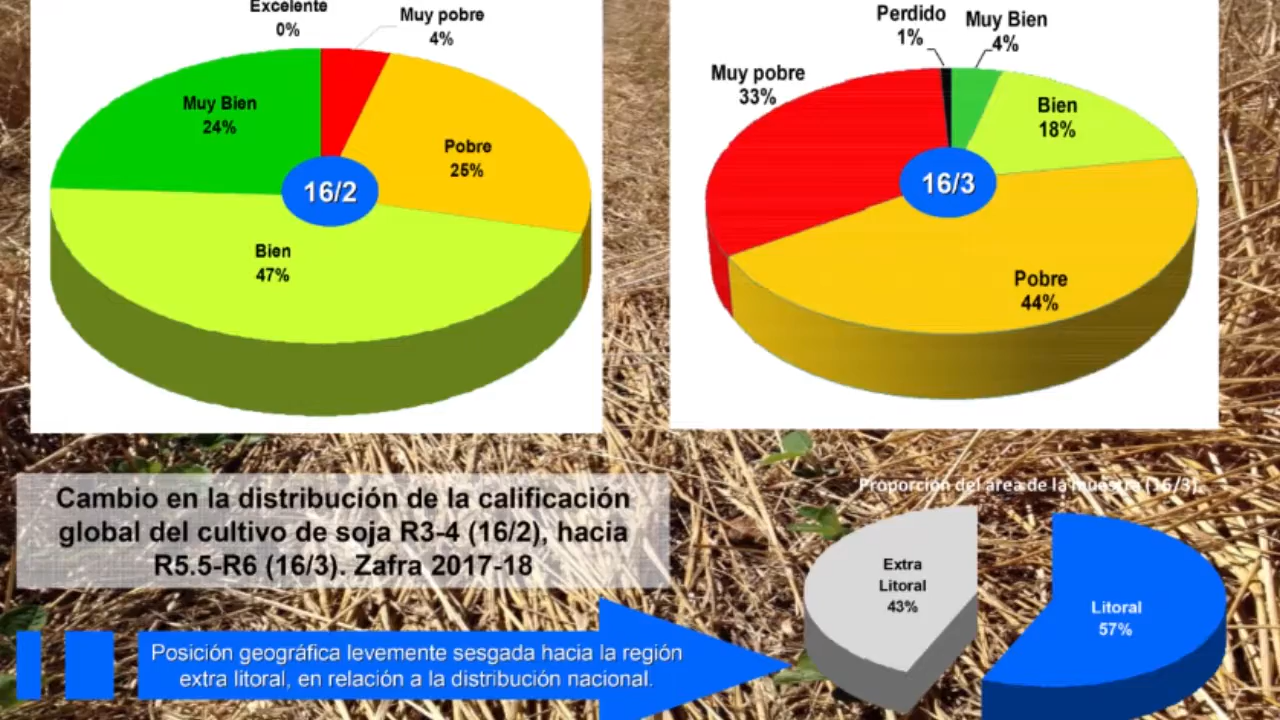 Excelente
0%
Muy pobre
4%
Muy Bien
24%
Pobre
25%
16/2
Bien
47%
Perdido
1%
Muy Bien
4%
Muy pobre
33%
Bien
18%
16/3
Pobre
44%
Cambio en la distribución de la calificación
global del cultivo de soja R3-4 (16/2), hacia
R5.5-R6 (16/3). Zafra 2017-18
Posición geográfica levemente sesgada hacia la región
extra litoral, en relación a la distribución nacional.
Proporción del área de la muestra (16/3).
Extra
Litoral
43%
Litoral
57%